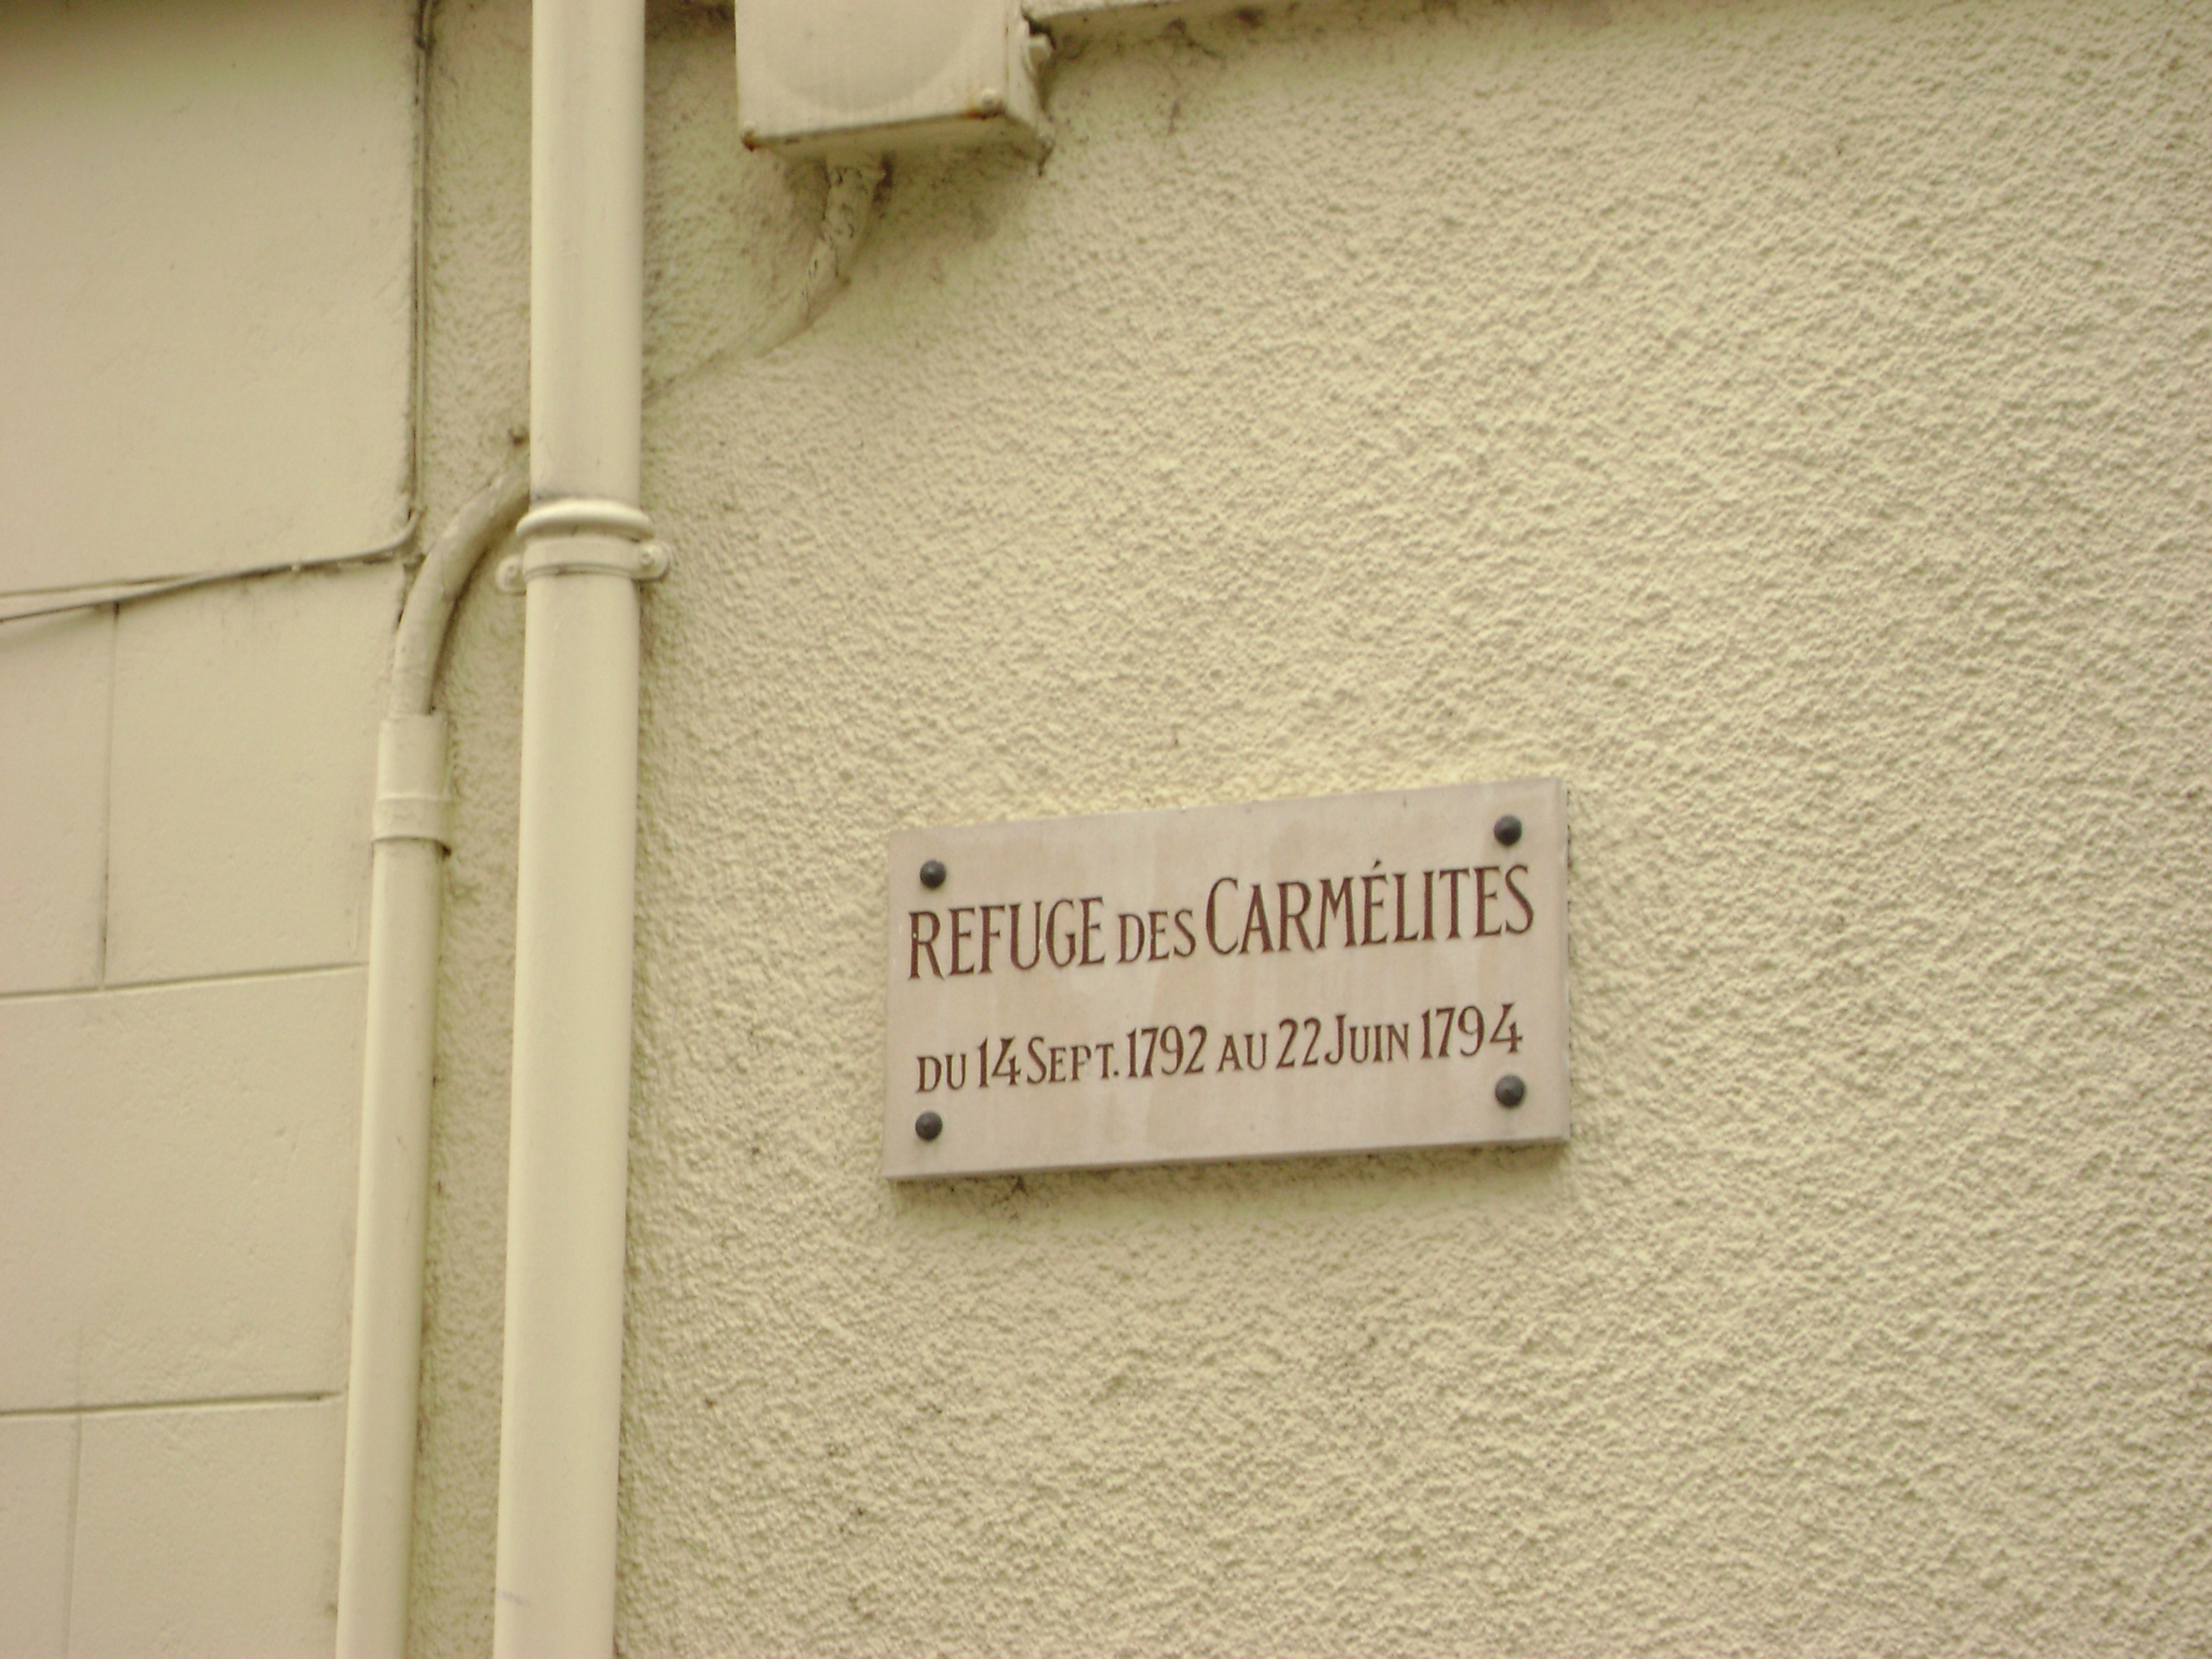 REFUGE DES CARMÉLITES
DU 14 SEPT. 1792 AU 22 JUIN 1794